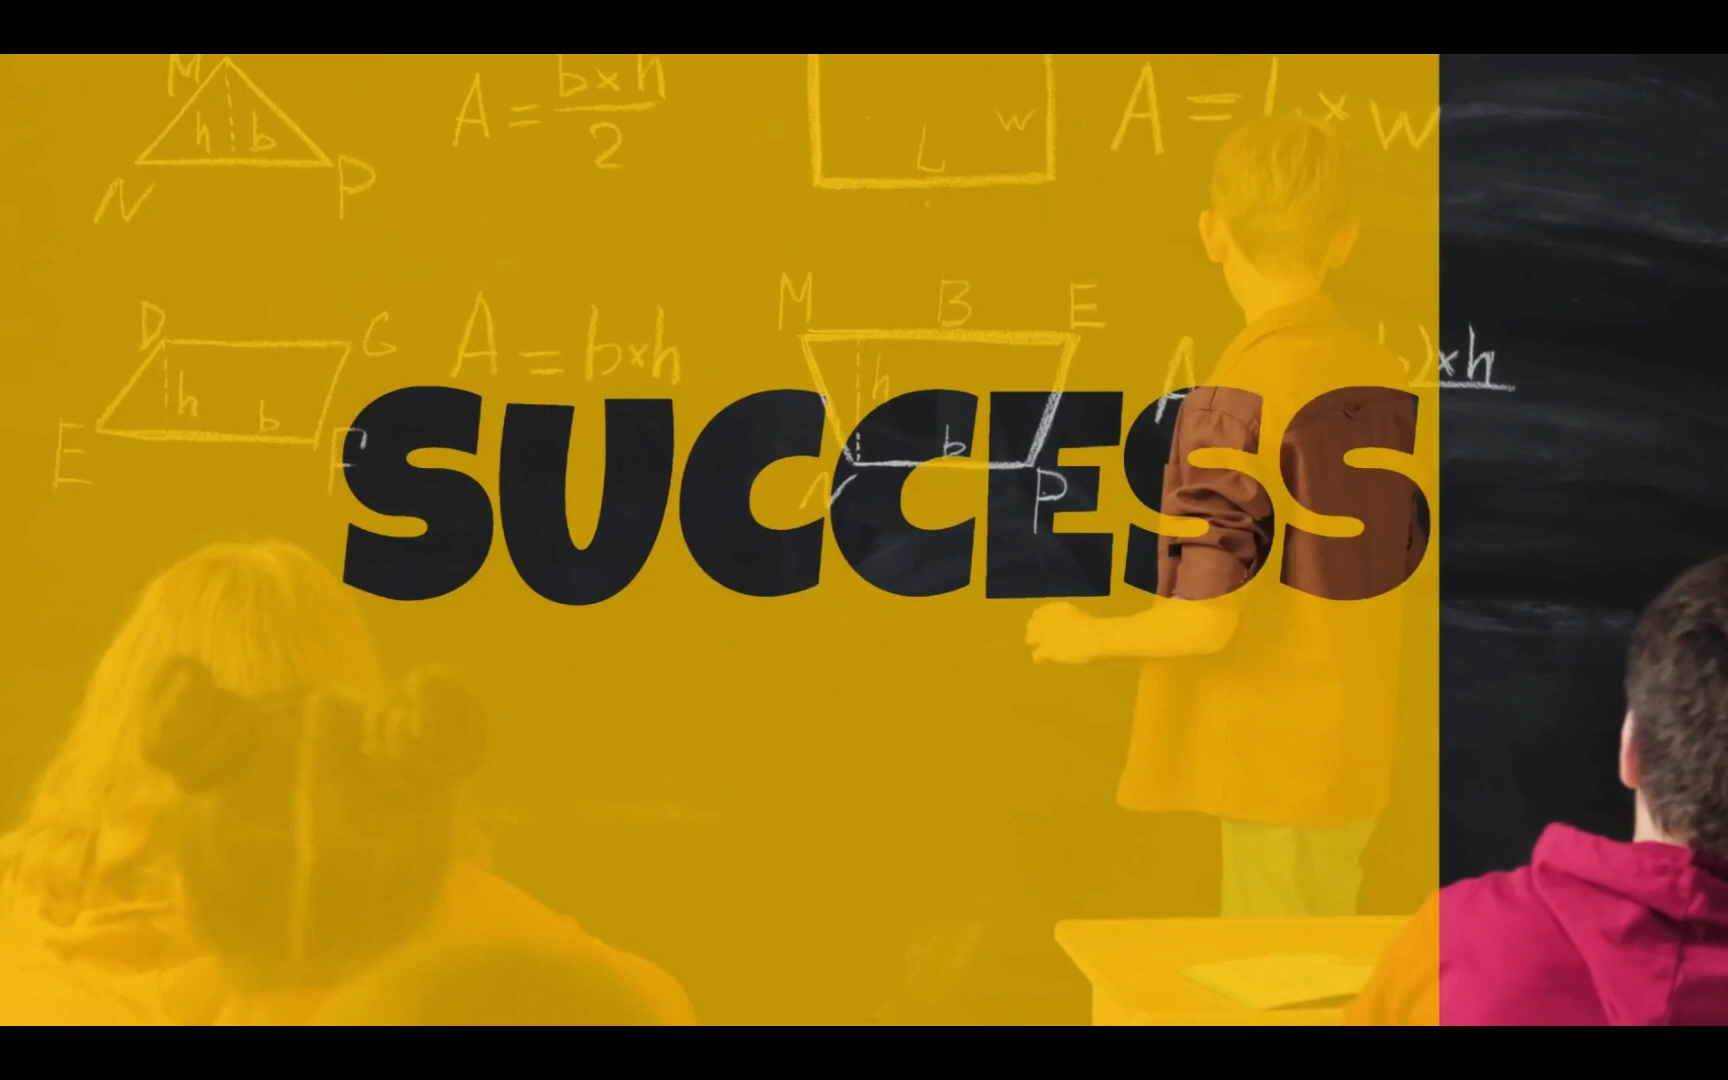 M
h b
N P
A = b×h/2
L w
A = L × w
D G
h b
E F
A = b×h
M B E
h b
N P
A b)×h
SUCCESS